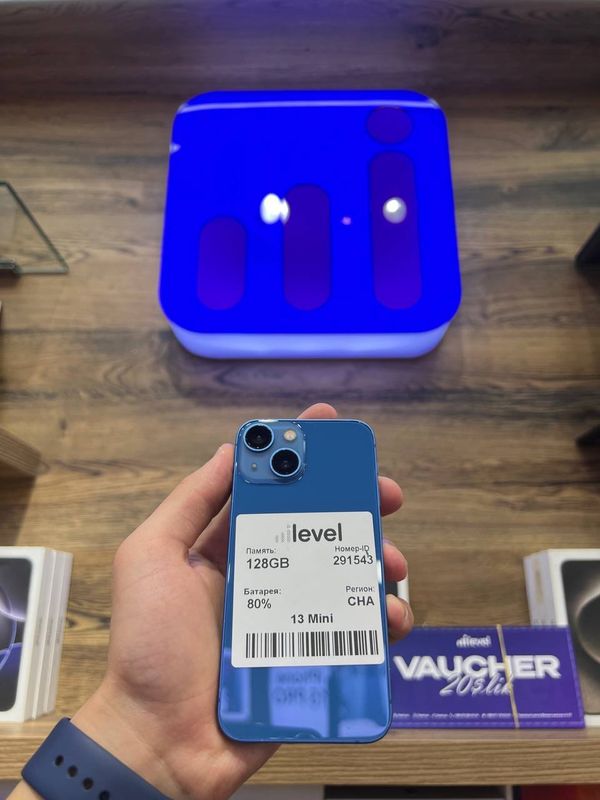 level
Память:
128GB
Номер-ID
291543
Батарея:
80%
Регион:
CHA
13 Mini
level
VAUCHER
20$.lik